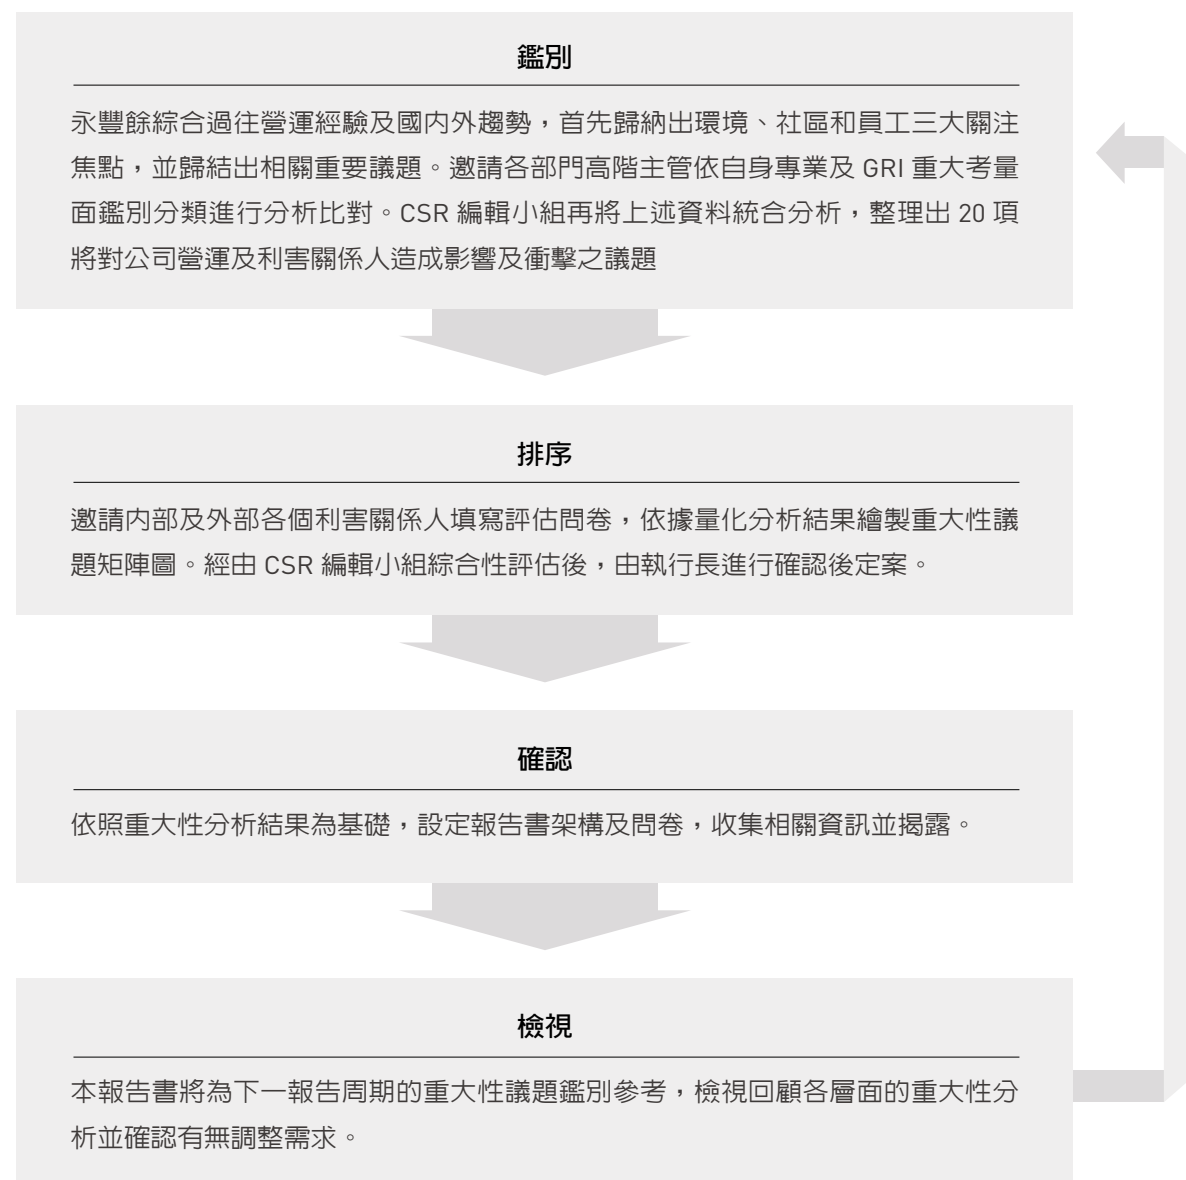 鑑別
永豐餘綜合過往營運經驗及國內外趨勢，首先歸納出環境、社區和員工三大關注
焦點，並歸結出相關重要議題。邀請各部門高階主管依自身專業及 GRI 重大考量
面鑑別分類進行分析比對。CSR 編輯小組再將上述資料統合分析，整理出 20 項
將對公司營運及利害關係人造成影響及衝擊之議題
排序
邀請內部及外部各個利害關係人填寫評估問卷，依據量化分析結果繪製重大性議
題矩陣圖。經由 CSR 編輯小組綜合性評估後，由執行長進行確認後定案。
確認
依照重大性分析結果為基礎，設定報告書架構及問卷，收集相關資訊並揭露。
檢視
本報告書將為下一報告周期的重大性議題鑑別參考，檢視回顧各層面的重大性分
析並確認有無調整需求。